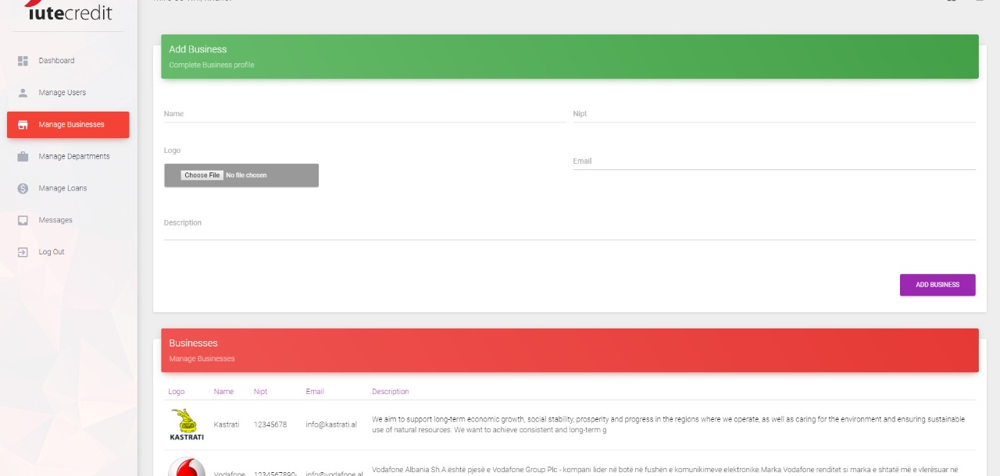 iutecredit
Dashboard
Manage Users
Manage Businesses
Manage Departments
Manage Loans
Messages
Log Out
Add Business
Complete Business profile
Name
Nipt
Logo
Choose File No file chosen
Email
Description
ADD BUSINESS
Businesses
Manage Businesses
Logo Name Nipt Email Description
KASTRATI
Kastrati 12345678 info@kastrati.al
We aim to support long-term economic growth, social stability, prosperity and progress in the regions where we operate, as well as caring for the environment and ensuring sustainable
use of natural resources. We want to achieve consistent and long-term g
Vodafone 1234567890- info@vodafone.al
Vodafone Albania Sh.A.është pjesë e Vodafone Group Plc - kompani lider në botë në fushën e komunikimeve elektronike.Marka Vodafone renditet si marka e shtatë më e vlerësuar në